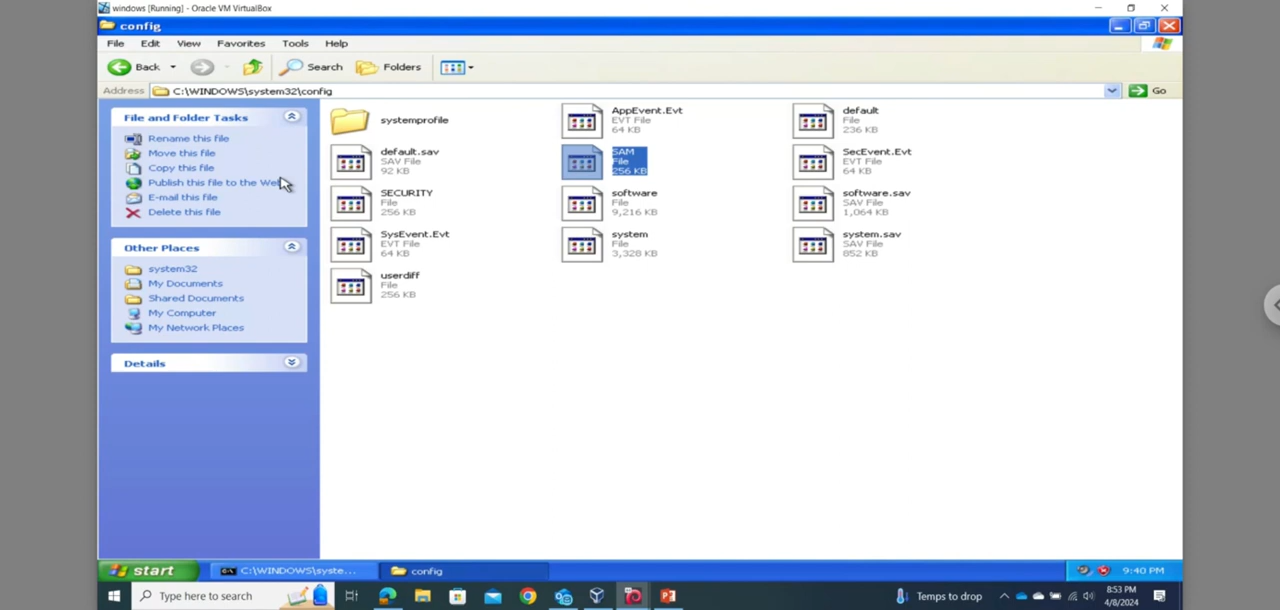 windows [Running] - Oracle VM VirtualBox
config
File Edit View Favorites Tools Help
Back Search Folders
Address C:\WINDOWS\system32\config Go
File and Folder Tasks
Rename this file
Move this file
Copy this file
Publish this file to the Web
E-mail this file
Delete this file
Other Places
system32
My Documents
Shared Documents
My Computer
My Network Places
Details
systemprofile
AppEvent.Evt
EVT File
64 KB
default
File
236 KB
default.sav
SAV File
92 KB
SAM
File
256 KB
SecEvent.Evt
EVT File
64 KB
SECURITY
File
256 KB
software
File
9,216 KB
software.sav
SAV File
1,064 KB
SysEvent.Evt
EVT File
64 KB
system
File
3,328 KB
system.sav
SAV File
852 KB
userdiff
File
256 KB
start C:\WINDOWS\syste... config 9:40 PM
Type here to search Temps to drop 8:53 PM
4/8/2024